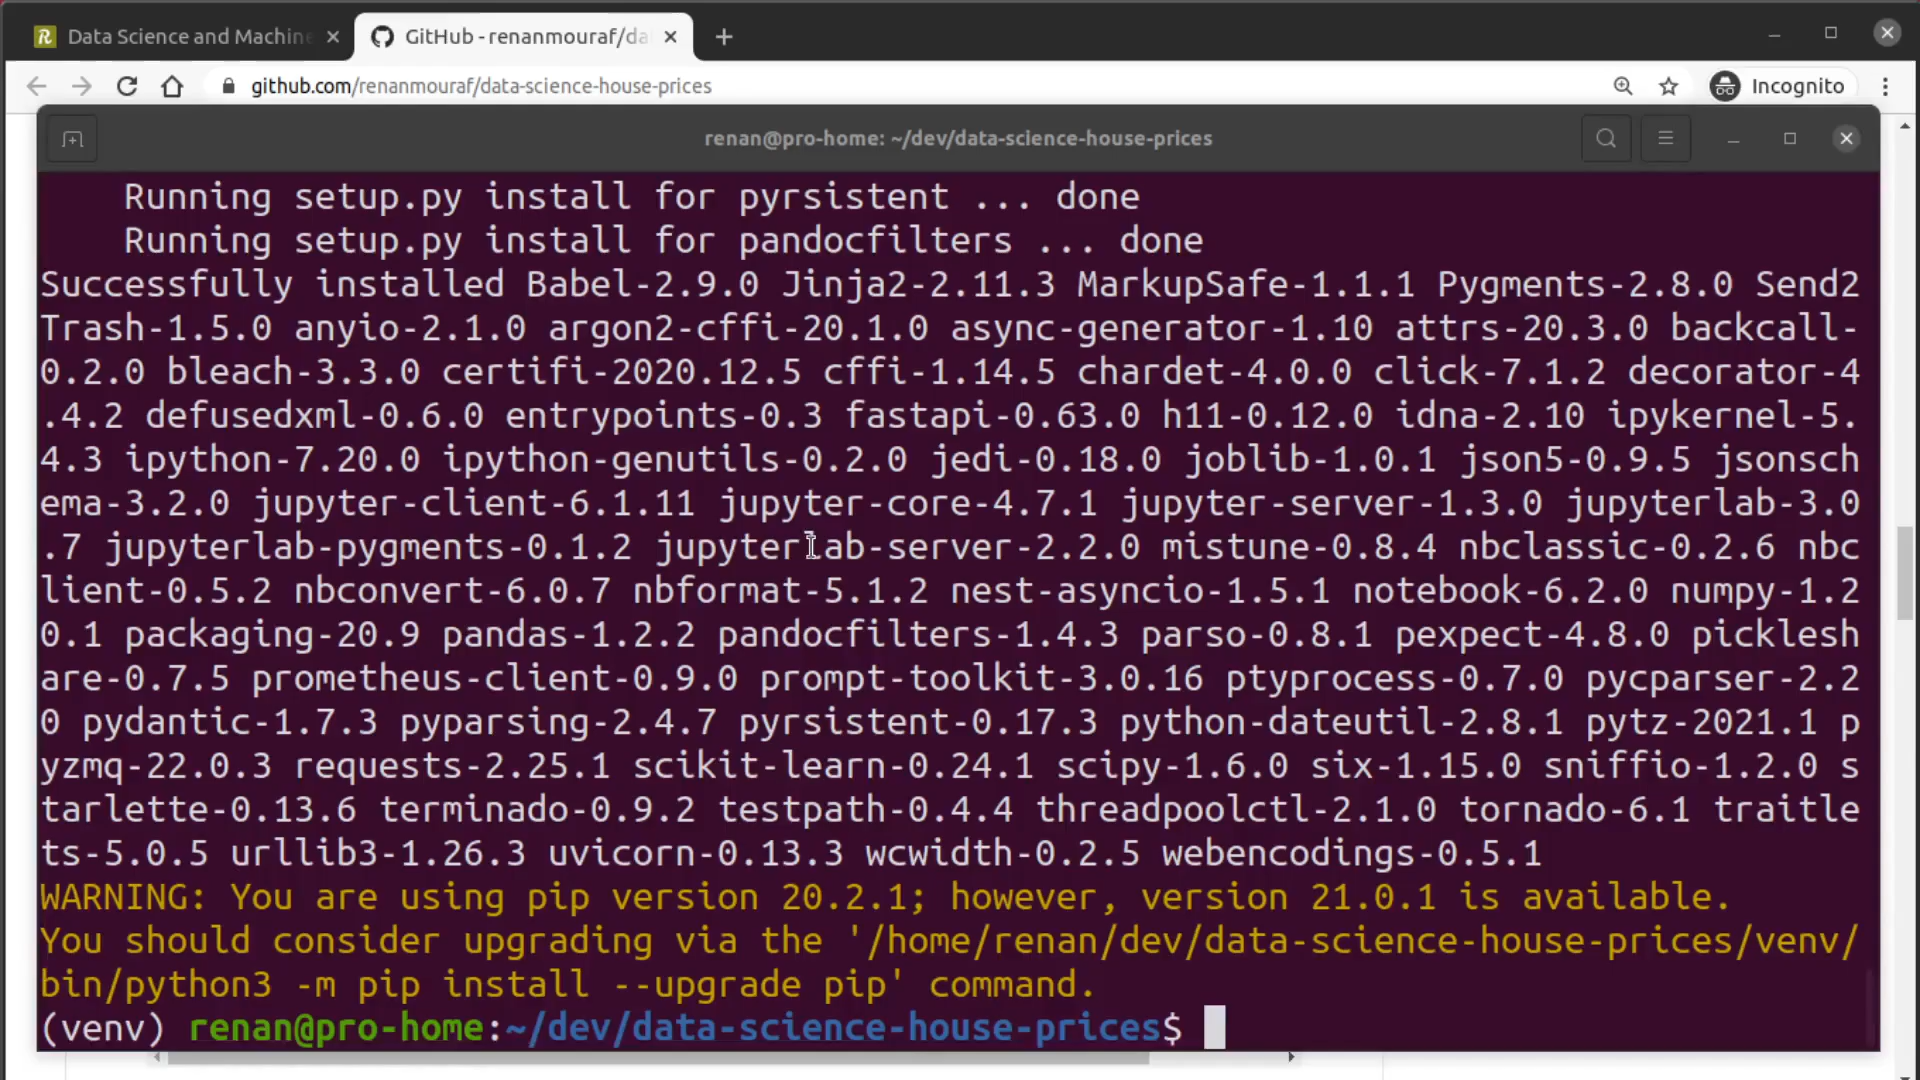 Data Science and Machine
GitHub - renanmouraf/da
github.com/renanmouraf/data-science-house-prices
Incognito
renan@pro-home: ~/dev/data-science-house-prices
Running setup.py install for pyrsistent ... done
Running setup.py install for pandocfilters ... done
Successfully installed Babel-2.9.0 Jinja2-2.11.3 MarkupSafe-1.1.1 Pygments-2.8.0 Send2
Trash-1.5.0 anyio-2.1.0 argon2-cffi-20.1.0 async-generator-1.10 attrs-20.3.0 backcall-
0.2.0 bleach-3.3.0 certifi-2020.12.5 cffi-1.14.5 chardet-4.0.0 click-7.1.2 decorator-4
.4.2 defusedxml-0.6.0 entrypoints-0.3 fastapi-0.63.0 h11-0.12.0 idna-2.10 ipykernel-5.
4.3 ipython-7.20.0 ipython-genutils-0.2.0 jedi-0.18.0 joblib-1.0.1 json5-0.9.5 jsonsch
ema-3.2.0 jupyter-client-6.1.11 jupyter-core-4.7.1 jupyter-server-1.3.0 jupyterlab-3.0
.7 jupyterlab-pygments-0.1.2 jupyterlab-server-2.2.0 mistune-0.8.4 nbclassic-0.2.6 nbc
lient-0.5.2 nbconvert-6.0.7 nbformat-5.1.2 nest-asyncio-1.5.1 notebook-6.2.0 numpy-1.2
0.1 packaging-20.9 pandas-1.2.2 pandocfilters-1.4.3 parso-0.8.1 pexpect-4.8.0 picklesh
are-0.7.5 prometheus-client-0.9.0 prompt-toolkit-3.0.16 ptyprocess-0.7.0 pycparser-2.2
0 pydantic-1.7.3 pyparsing-2.4.7 pyrsistent-0.17.3 python-dateutil-2.8.1 pytz-2021.1 p
yzmq-22.0.3 requests-2.25.1 scikit-learn-0.24.1 scipy-1.6.0 six-1.15.0 sniffio-1.2.0 s
tarlette-0.13.6 terminado-0.9.2 testpath-0.4.4 threadpoolctl-2.1.0 tornado-6.1 traitle
ts-5.0.5 urllib3-1.26.3 uvicorn-0.13.3 wcwidth-0.2.5 webencodings-0.5.1
WARNING: You are using pip version 20.2.1; however, version 21.0.1 is available.
You should consider upgrading via the '/home/renan/dev/data-science-house-prices/venv/
bin/python3 -m pip install --upgrade pip' command.
(venv) renan@pro-home:~/dev/data-science-house-prices$